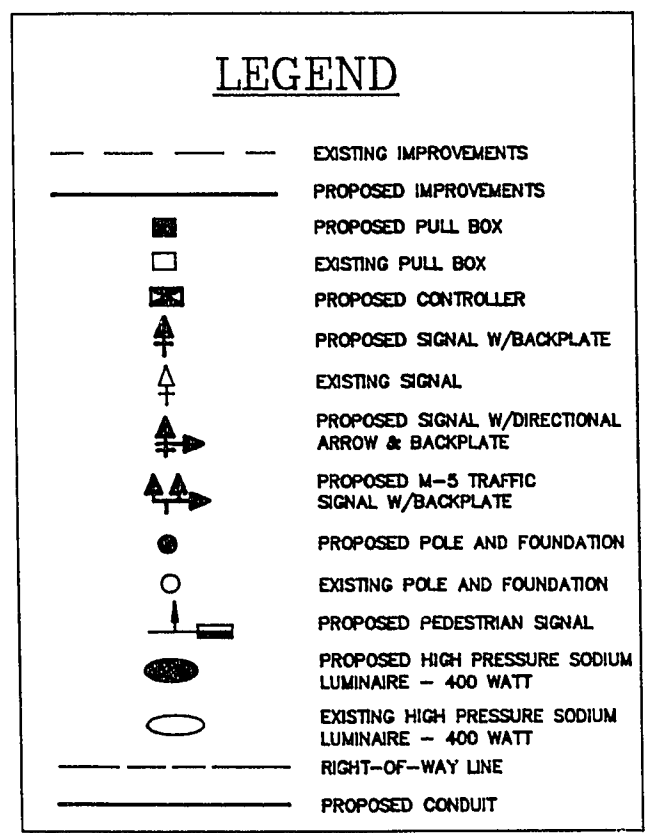 LEGEND
EXISTING IMPROVEMENTS
PROPOSED IMPROVEMENTS
PROPOSED PULL BOX
EXISTING PULL BOX
PROPOSED CONTROLLER
PROPOSED SIGNAL W/BACKPLATE
EXISTING SIGNAL
PROPOSED SIGNAL W/DIRECTIONAL
ARROW & BACKPLATE
PROPOSED M-5 TRAFFIC
SIGNAL W/BACKPLATE
PROPOSED POLE AND FOUNDATION
EXISTING POLE AND FOUNDATION
PROPOSED PEDESTRIAN SIGNAL
PROPOSED HIGH PRESSURE SODIUM
LUMINAIRE - 400 WATT
EXISTING HIGH PRESSURE SODIUM
LUMINAIRE - 400 WATT
RIGHT-OF-WAY LINE
PROPOSED CONDUIT